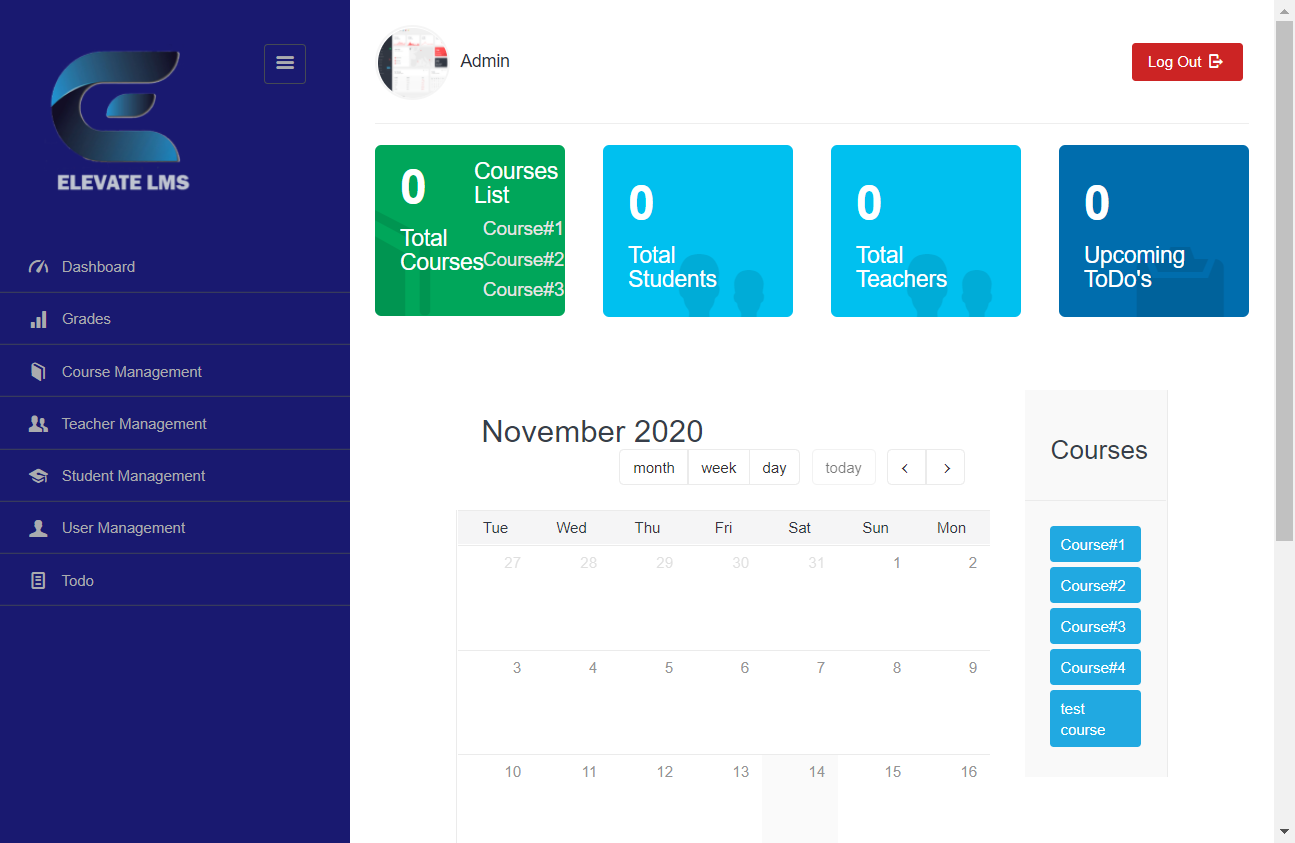 ELEVATE LMS
Dashboard
Grades
Course Management
Teacher Management
Student Management
User Management
Todo
Admin
Log Out
0
Total
Courses
Courses
List
Course#1
Course#2
Course#3
0
Total
Students
0
Total
Teachers
0
Upcoming
ToDo's
November 2020
month week day today
Tue Wed Thu Fri Sat Sun Mon
27 28 29 30 31 1 2
3 4 5 6 7 8 9
10 11 12 13 14 15 16
Courses
Course#1
Course#2
Course#3
Course#4
test
course